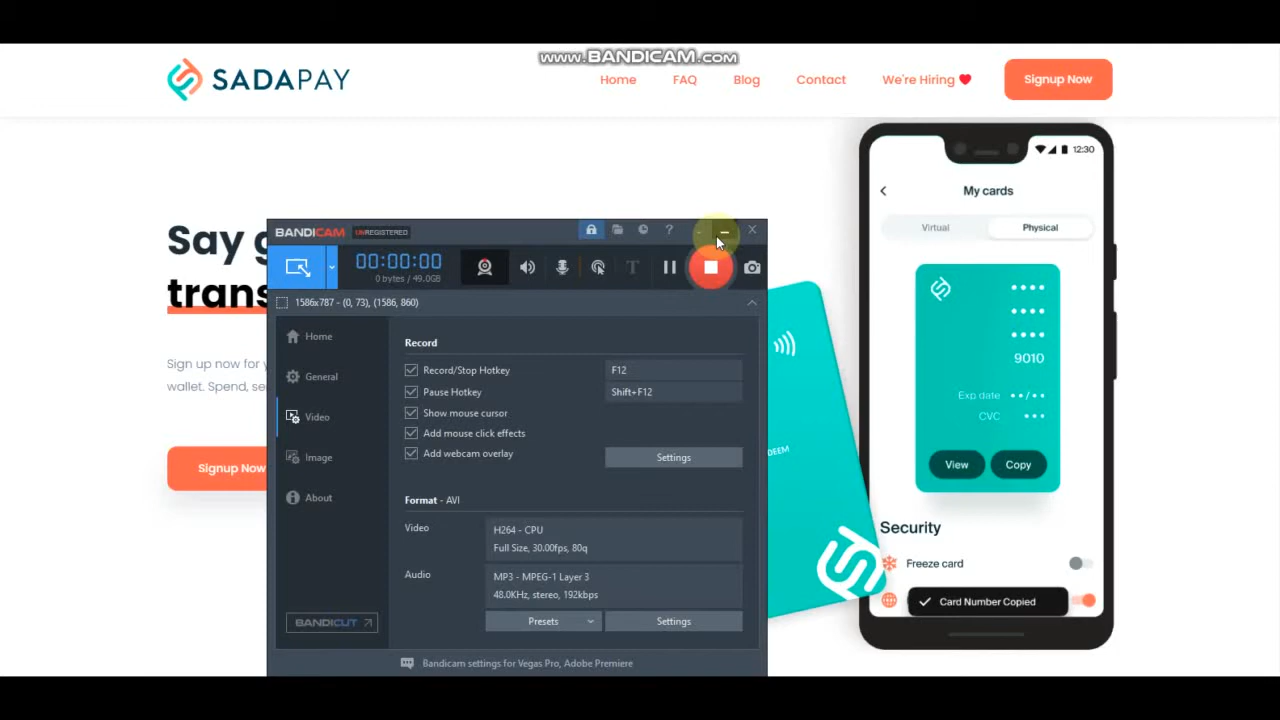 www.BANDICAM.com
SADAPAY
Home
FAQ
Blog
Contact
We're Hiring ❤
Signup Now
12:30
My cards
Virtual
Physical
•••• 
••••
••••
9010
Exp date ••/••
CVC •••
View
Copy
Security
Freeze card
Card Number Copied
Say g
trans
Sign up now for y
wallet. Spend, se
Signup Now
DEEM
BANDICAM UNREGISTERED
?
00:00:00
0 bytes / 49.0GB
T
1586x787 - (0, 73), (1586, 860)
Home
General
Video
Image
About
BANDICUT ↗
Record
Record/Stop Hotkey
F12
Pause Hotkey
Shift+F12
Show mouse cursor
Add mouse click effects
Add webcam overlay
Settings
Format - AVI
Video
H264 - CPU
Full Size, 30.00fps, 80q
Audio
MP3 - MPEG-1 Layer 3
48.0KHz, stereo, 192kbps
Presets
Settings
Bandicam settings for Vegas Pro, Adobe Premiere